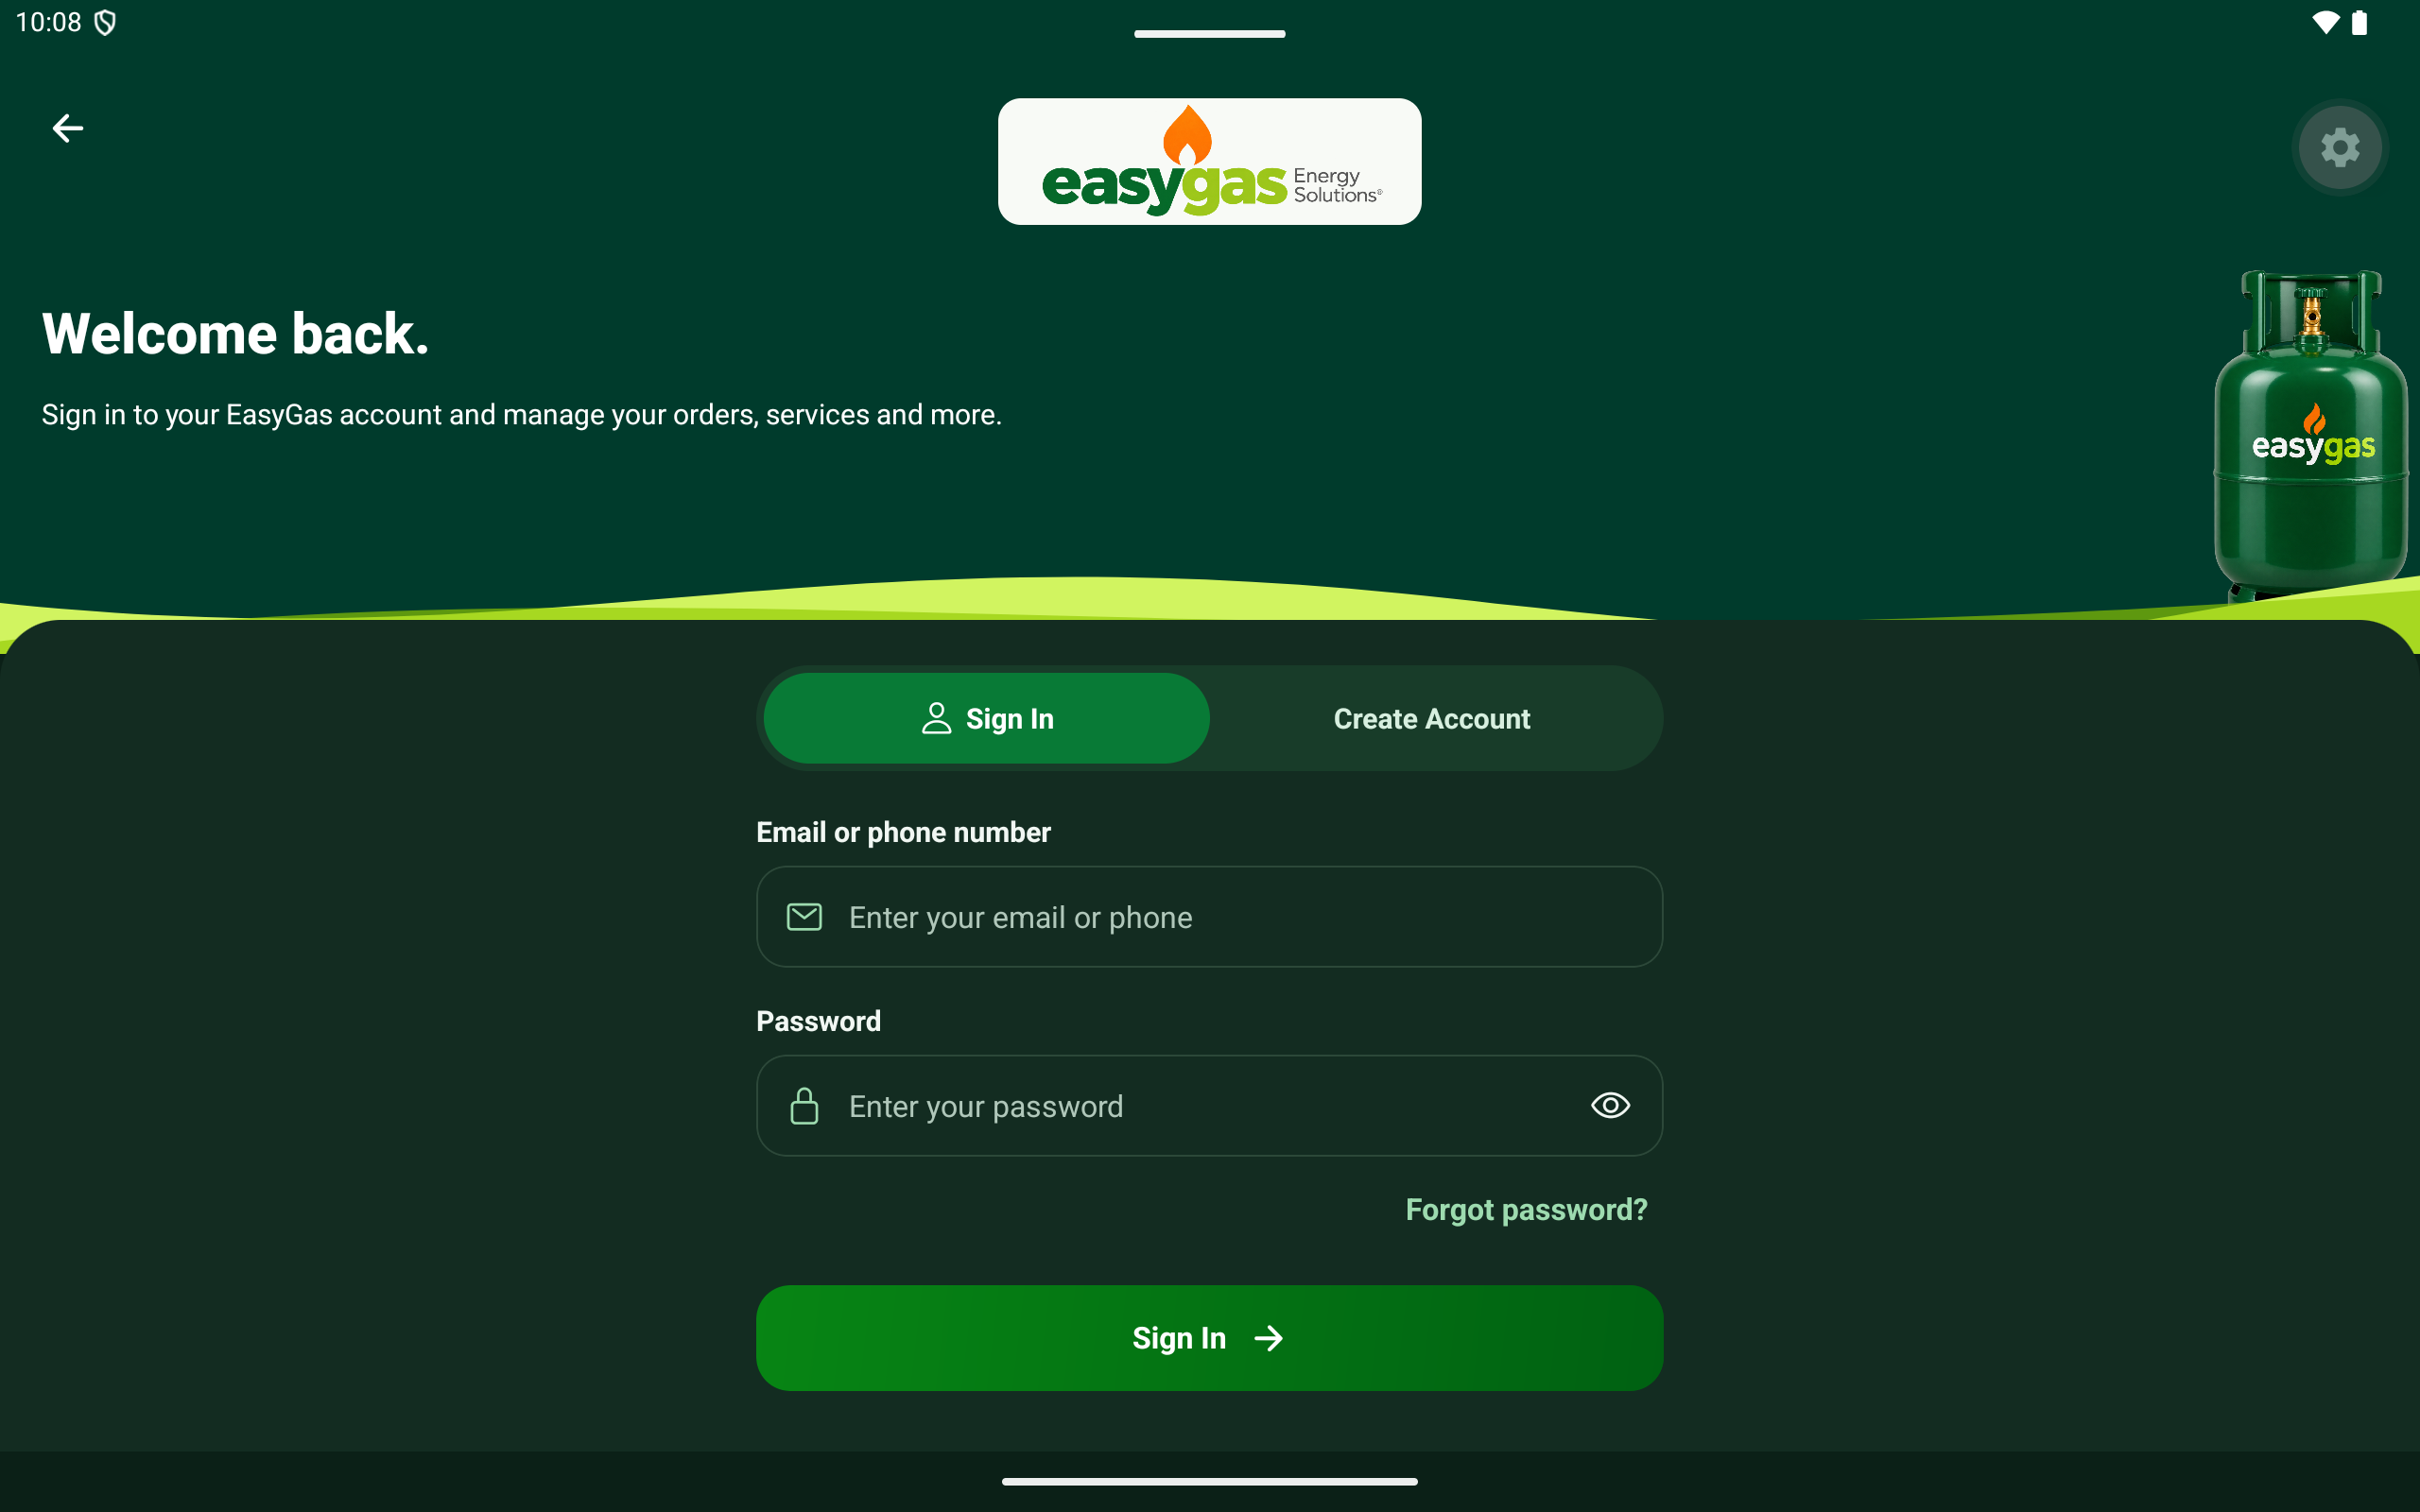 10:08
easygas Energy Solutions®
Welcome back.
Sign in to your EasyGas account and manage your orders, services and more.
easygas
Sign In
Create Account
Email or phone number
Enter your email or phone
Password
Enter your password
Forgot password?
Sign In